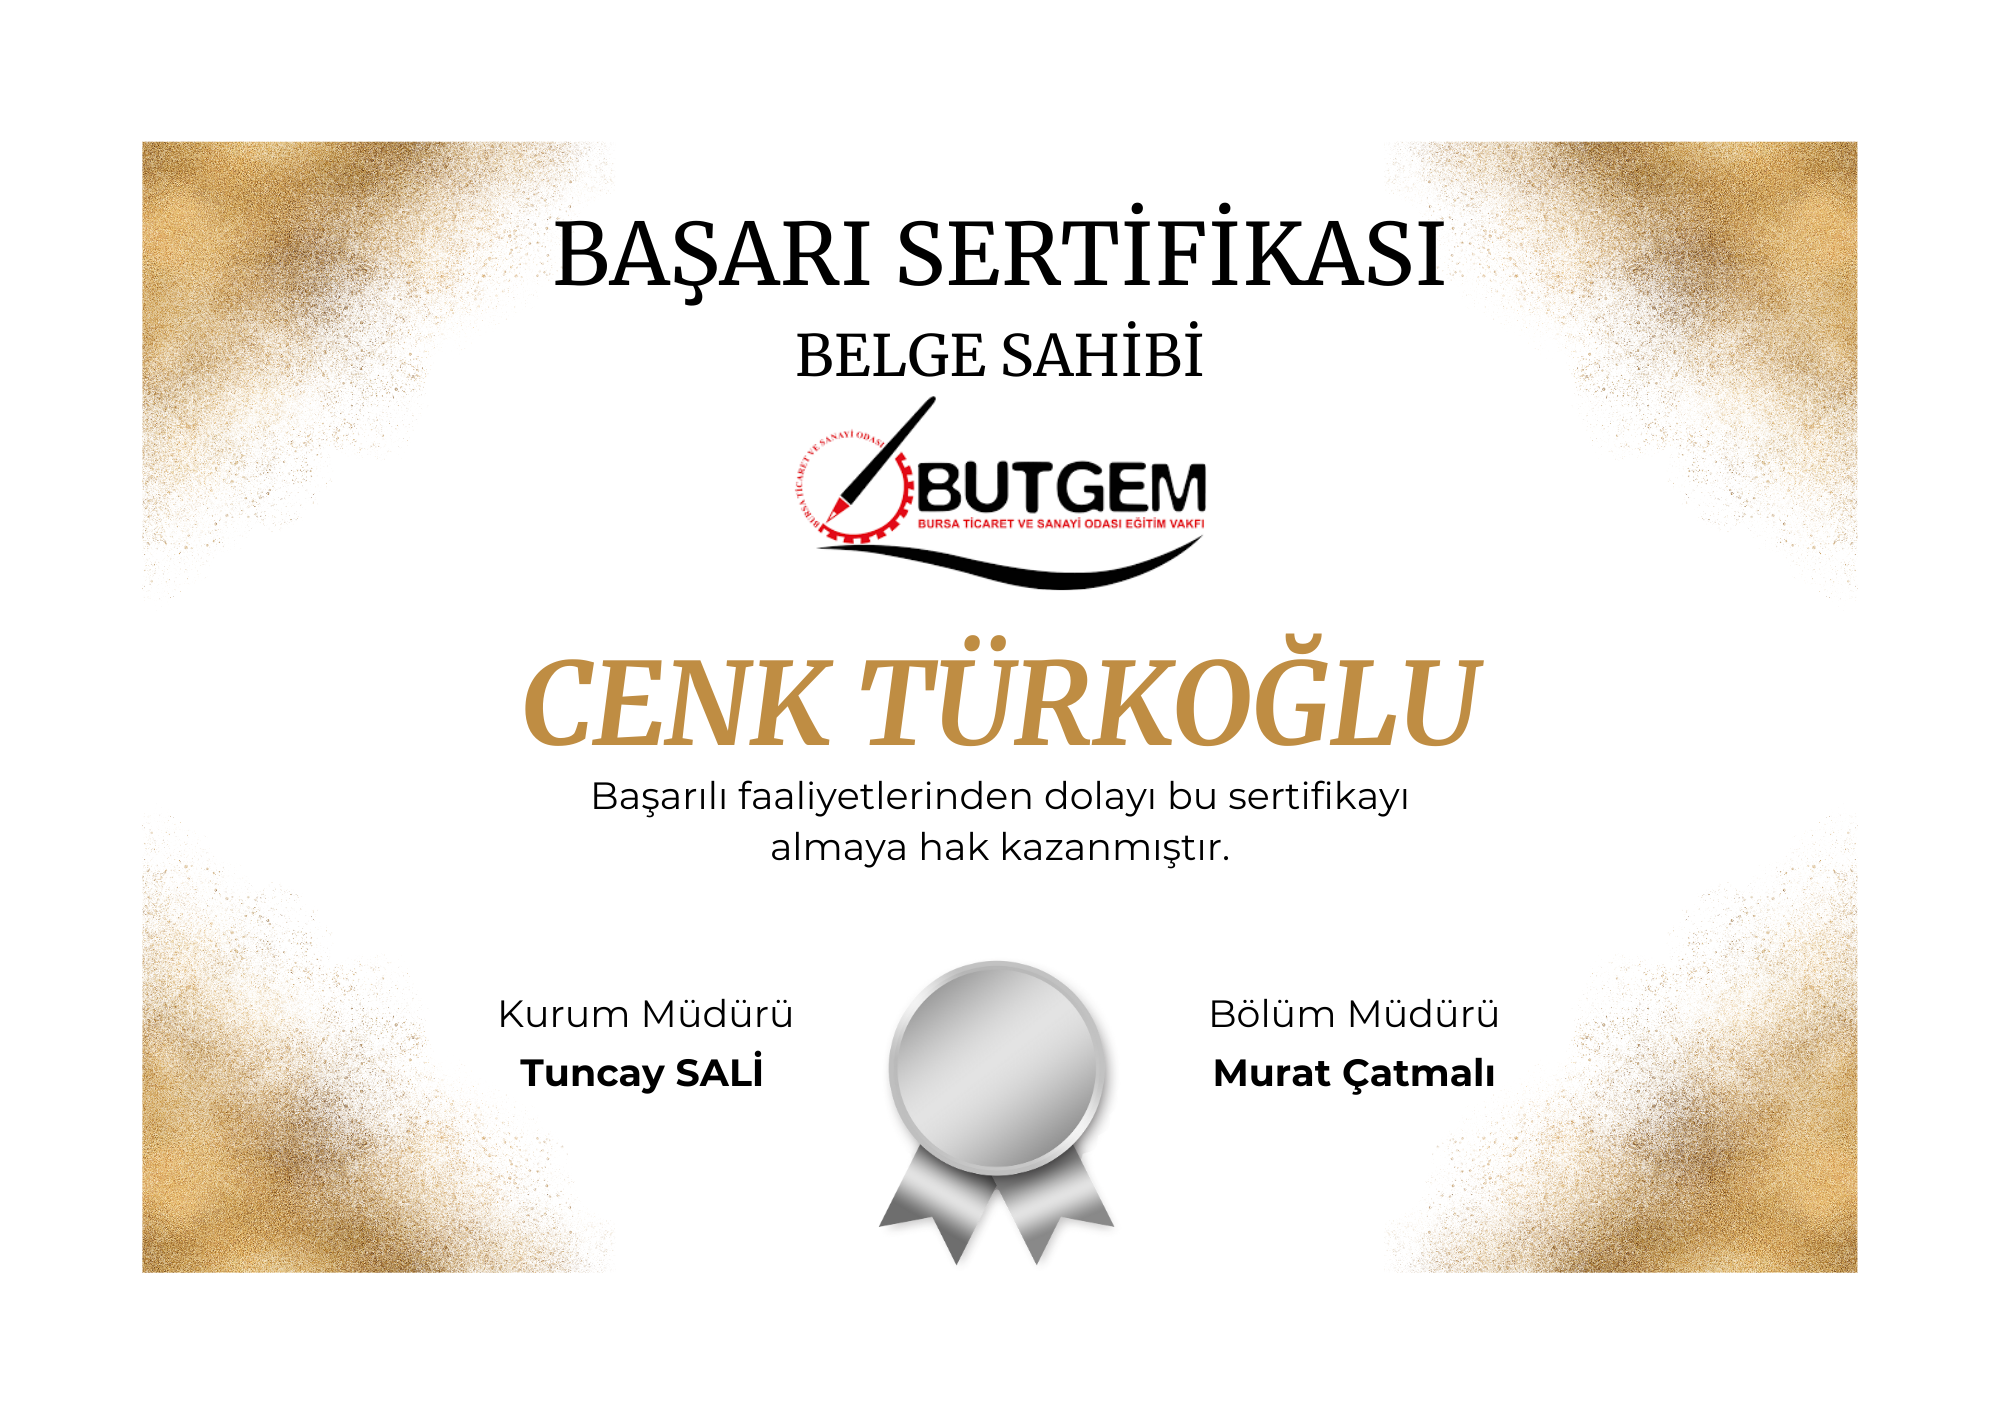 BAŞARI SERTİFİKASI
BELGE SAHİBİ
BURSA TİCARET VE SANAYİ ODASI
BUTGEM
BURSA TİCARET VE SANAYİ ODASI EĞİTİM VAKFI
CENK TÜRKOĞLU
Başarılı faaliyetlerinden dolayı bu sertifikayı
almaya hak kazanmıştır.
Kurum Müdürü
Tuncay SALİ
Bölüm Müdürü
Murat Çatmalı